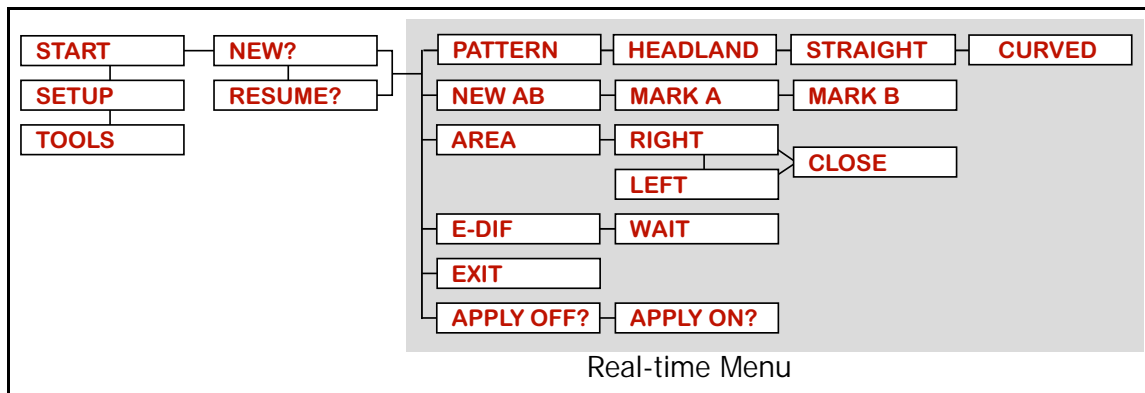 START NEW? PATTERN HEADLAND STRAIGHT CURVED
SETUP RESUME? NEW AB MARK A MARK B
TOOLS AREA RIGHT
CLOSE
LEFT
E-DIF WAIT
EXIT
APPLY OFF? APPLY ON?
Real-time Menu